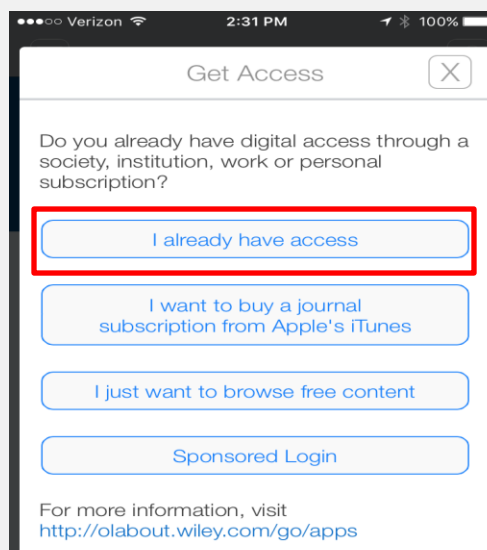 Verizon 2:31 PM 100%
Get Access X
Do you already have digital access through a
society, institution, work or personal
subscription?
I already have access
I want to buy a journal
subscription from Apple's iTunes
I just want to browse free content
Sponsored Login
For more information, visit
http://olabout.wiley.com/go/apps